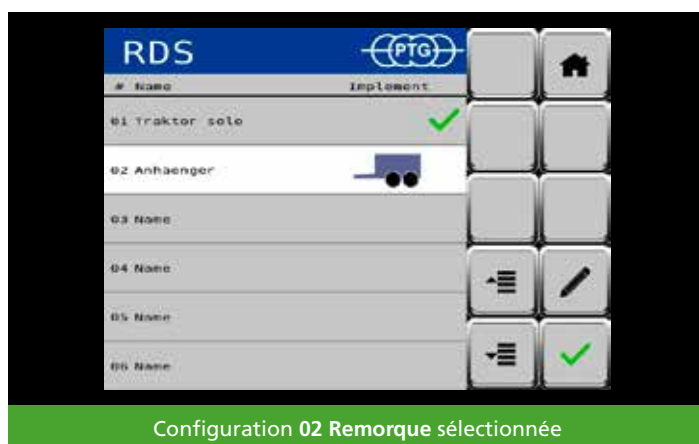 RDS
PTG
# Name Implement
01 Traktor solo
02 Anhaenger
03 Name
04 Name
05 Name
06 Name
Configuration 02 Remorque sélectionnée